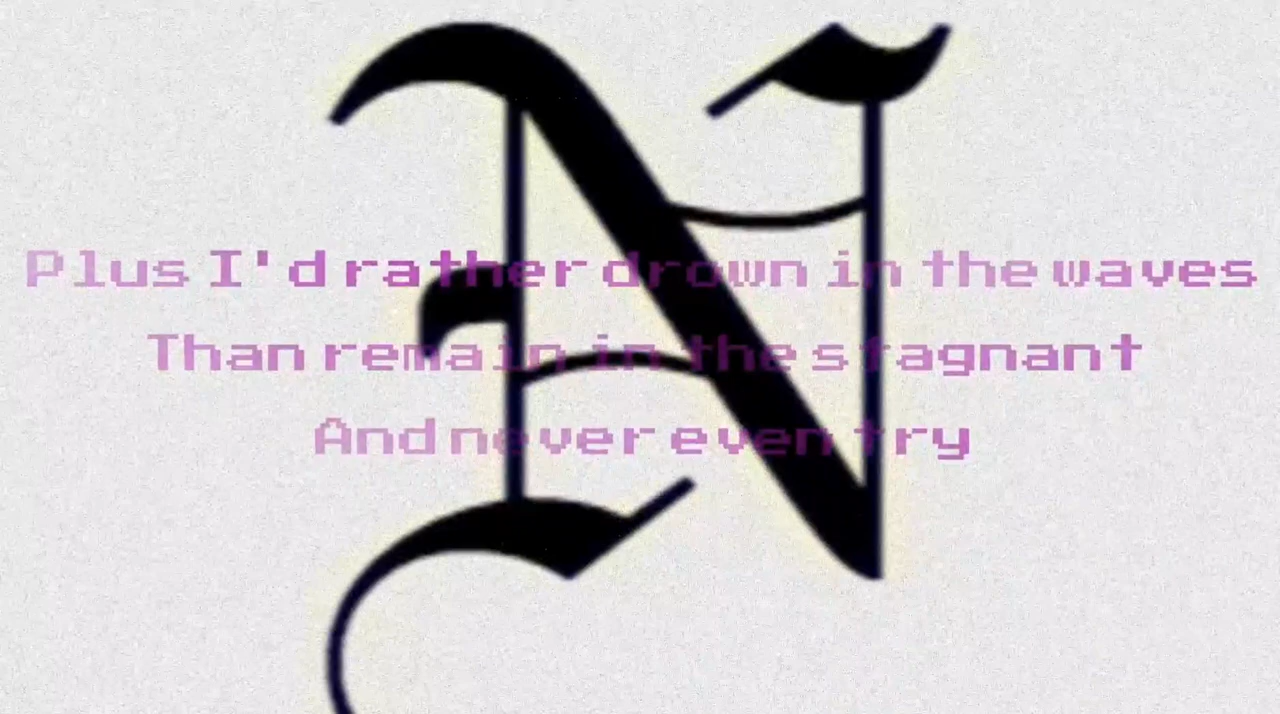 N
Plus I'd rather drown in the waves
Than remain in the stagnant
And never even try